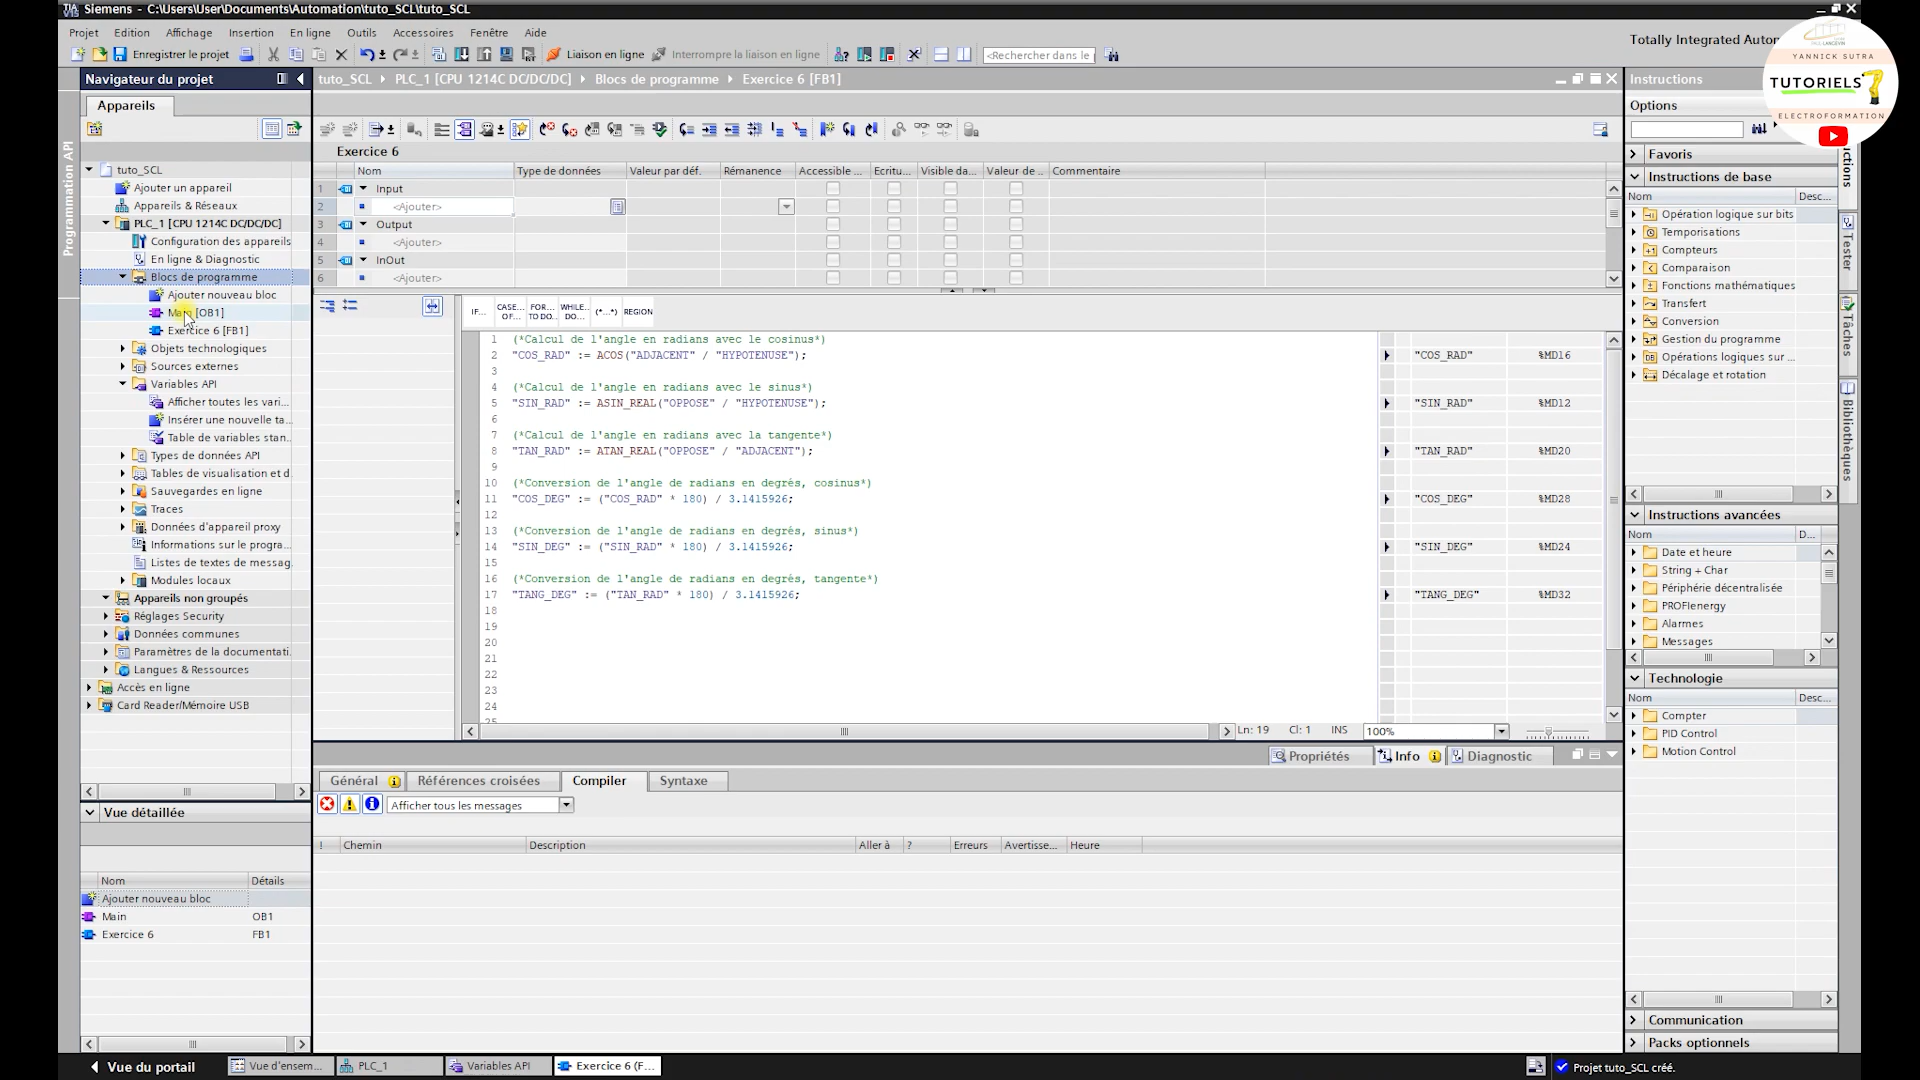 Siemens - C:\Users\User\Documents\Automation\tuto_SCL\tuto_SCL
Projet Edition Affichage Insertion En ligne Outils Accessoires Fenêtre Aide
Enregistrer le projet
Liaison en ligne
Interrompre la liaison en ligne
<Rechercher dans le
Totally Integrated Autom
YANNICK SUTRA
TUTORIELS
ELECTROFORMATION
Navigateur du projet
tuto_SCL PLC_1 [CPU 1214C DC/DC/DC] Blocs de programme Exercice 6 [FB1]
Appareils
Programmation API
tuto_SCL
Ajouter un appareil
Appareils & Réseaux
PLC_1 [CPU 1214C DC/DC/DC]
Configuration des appareils
En ligne & Diagnostic
Blocs de programme
Ajouter nouveau bloc
Main [OB1]
Exercice 6 [FB1]
Objets technologiques
Sources externes
Variables API
Afficher toutes les vari...
Insérer une nouvelle ta...
Table de variables stan...
Types de données API
Tables de visualisation et d
Sauvegardes en ligne
Traces
Données d'appareil proxy
Informations sur le progra...
Listes de textes de messag
Modules locaux
Appareils non groupés
Réglages Security
Données communes
Paramètres de la documentati.
Langues & Ressources
Accès en ligne
Card Reader/Mémoire USB
Vue détaillée
Nom Détails
Ajouter nouveau bloc
Main OB1
Exercice 6 FB1
Exercice 6
Nom Type de données Valeur par déf. Rémanence Accessible ... Ecritu... Visible da... Valeur de .. Commentaire
1 Input
2 <Ajouter>
3 Output
4 <Ajouter>
5 InOut
6 <Ajouter>
IF... CASE... OF... FOR... TO DO... WHILE.. DO... (*...*) REGION
1 (*Calcul de l'angle en radians avec le cosinus*)
2 "COS_RAD" := ACOS("ADJACENT" / "HYPOTENUSE");
3
4 (*Calcul de l'angle en radians avec le sinus*)
5 "SIN_RAD" := ASIN_REAL("OPPOSE" / "HYPOTENUSE");
6
7 (*Calcul de l'angle en radians avec la tangente*)
8 "TAN_RAD" := ATAN_REAL("OPPOSE" / "ADJACENT");
9
10 (*Conversion de l'angle de radians en degrés, cosinus*)
11 "COS_DEG" := ("COS_RAD" * 180) / 3.1415926;
12
13 (*Conversion de l'angle de radians en degrés, sinus*)
14 "SIN_DEG" := ("SIN_RAD" * 180) / 3.1415926;
15
16 (*Conversion de l'angle de radians en degrés, tangente*)
17 "TANG_DEG" := ("TAN_RAD" * 180) / 3.1415926;
18
19
20
21
22
23
24
25
"COS_RAD" %MD16
"SIN_RAD" %MD12
"TAN_RAD" %MD20
"COS_DEG" %MD28
"SIN_DEG" %MD24
"TANG_DEG" %MD32
Ln: 19 Cl: 1 INS 100%
Propriétés Info Diagnostic
Général Références croisées Compiler Syntaxe
Afficher tous les messages
! Chemin Description Aller à ? Erreurs Avertisse... Heure
Instructions
Options
Favoris
Instructions de base
Nom Desc...
Opération logique sur bits
Temporisations
Compteurs
Comparaison
Fonctions mathématiques
Transfert
Conversion
Gestion du programme
Opérations logiques sur ...
Décalage et rotation
Instructions avancées
Nom D...
Date et heure
String + Char
Périphérie décentralisée
PROFIenergy
Alarmes
Messages
Technologie
Nom Desc...
Compter
PID Control
Motion Control
Communication
Packs optionnels
Tester
Tâches
Bibliothèques
Vue du portail
Vue d'ensem...
PLC_1
Variables API
Exercice 6 (F...
Projet tuto_SCL créé.